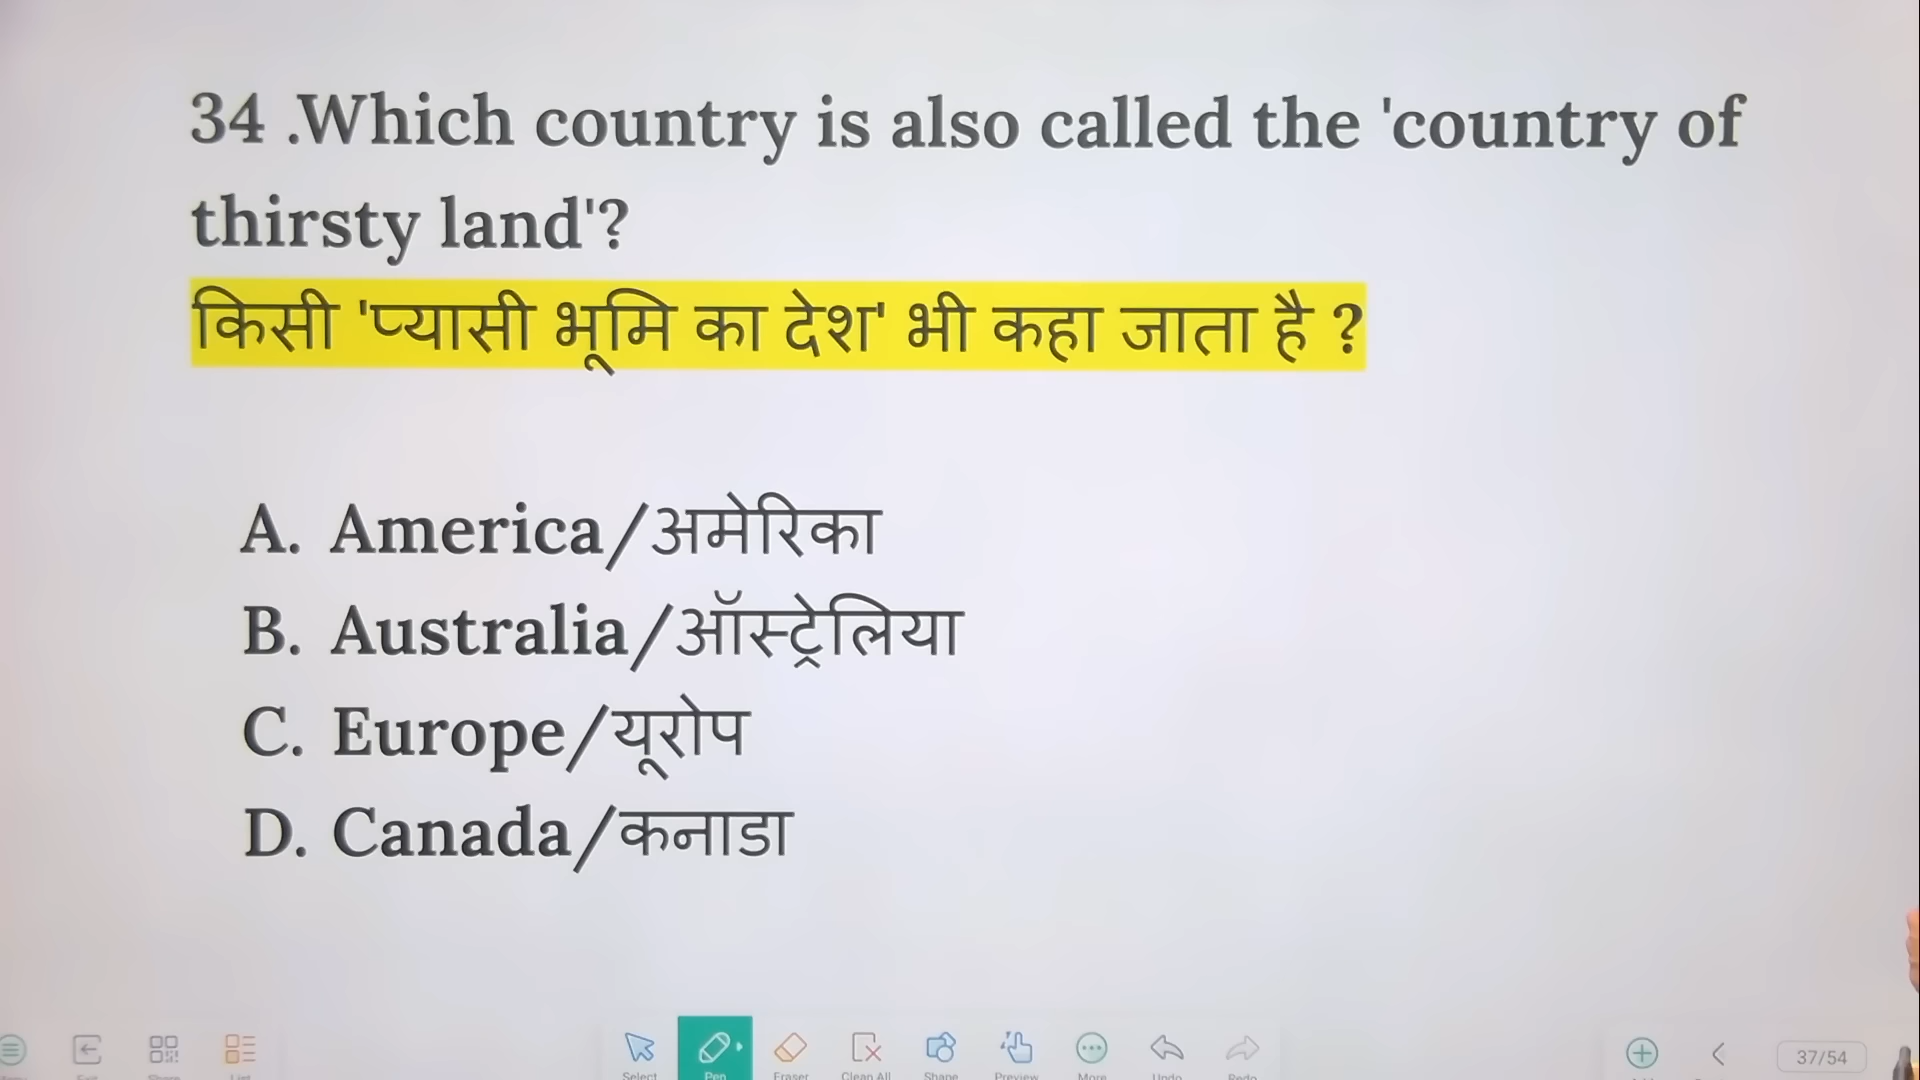 34 .Which country is also called the 'country of
thirsty land'?
किसी 'प्यासी भूमि का देश' भी कहा जाता है ?
A. America/अमेरिका
B. Australia/ऑस्ट्रेलिया
C. Europe/यूरोप
D. Canada/कनाडा
Select Pen Eraser Clean All Shape Preview More Undo Redo
37/54